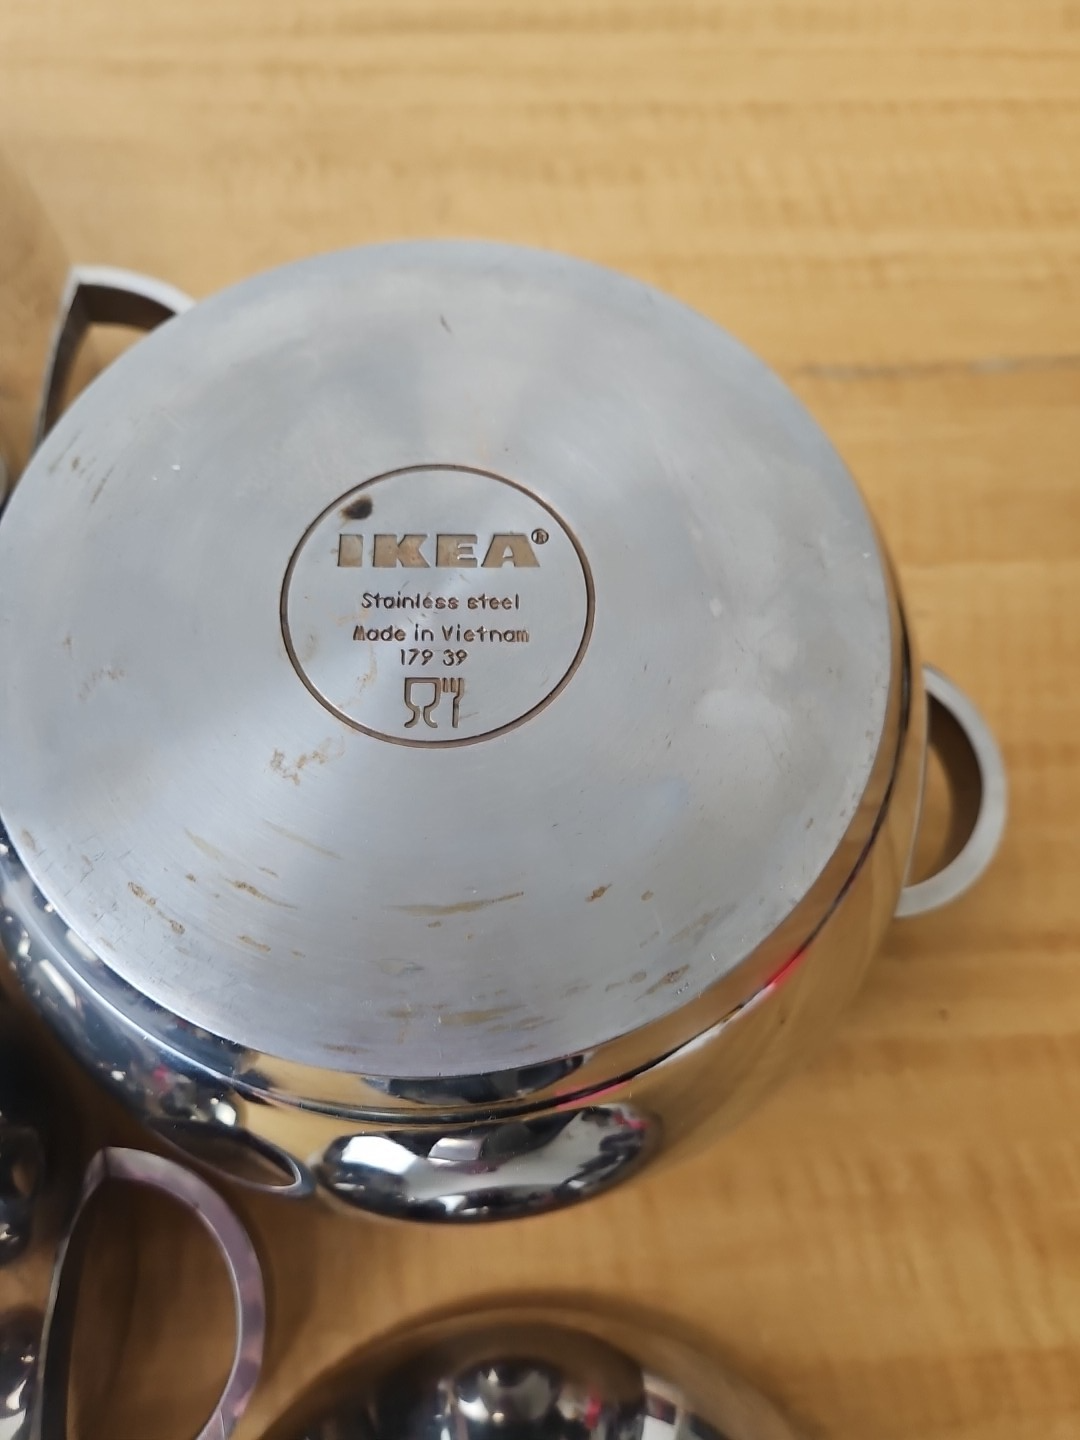 IKEA®
Stainless steel
Made in Vietnam
179 39